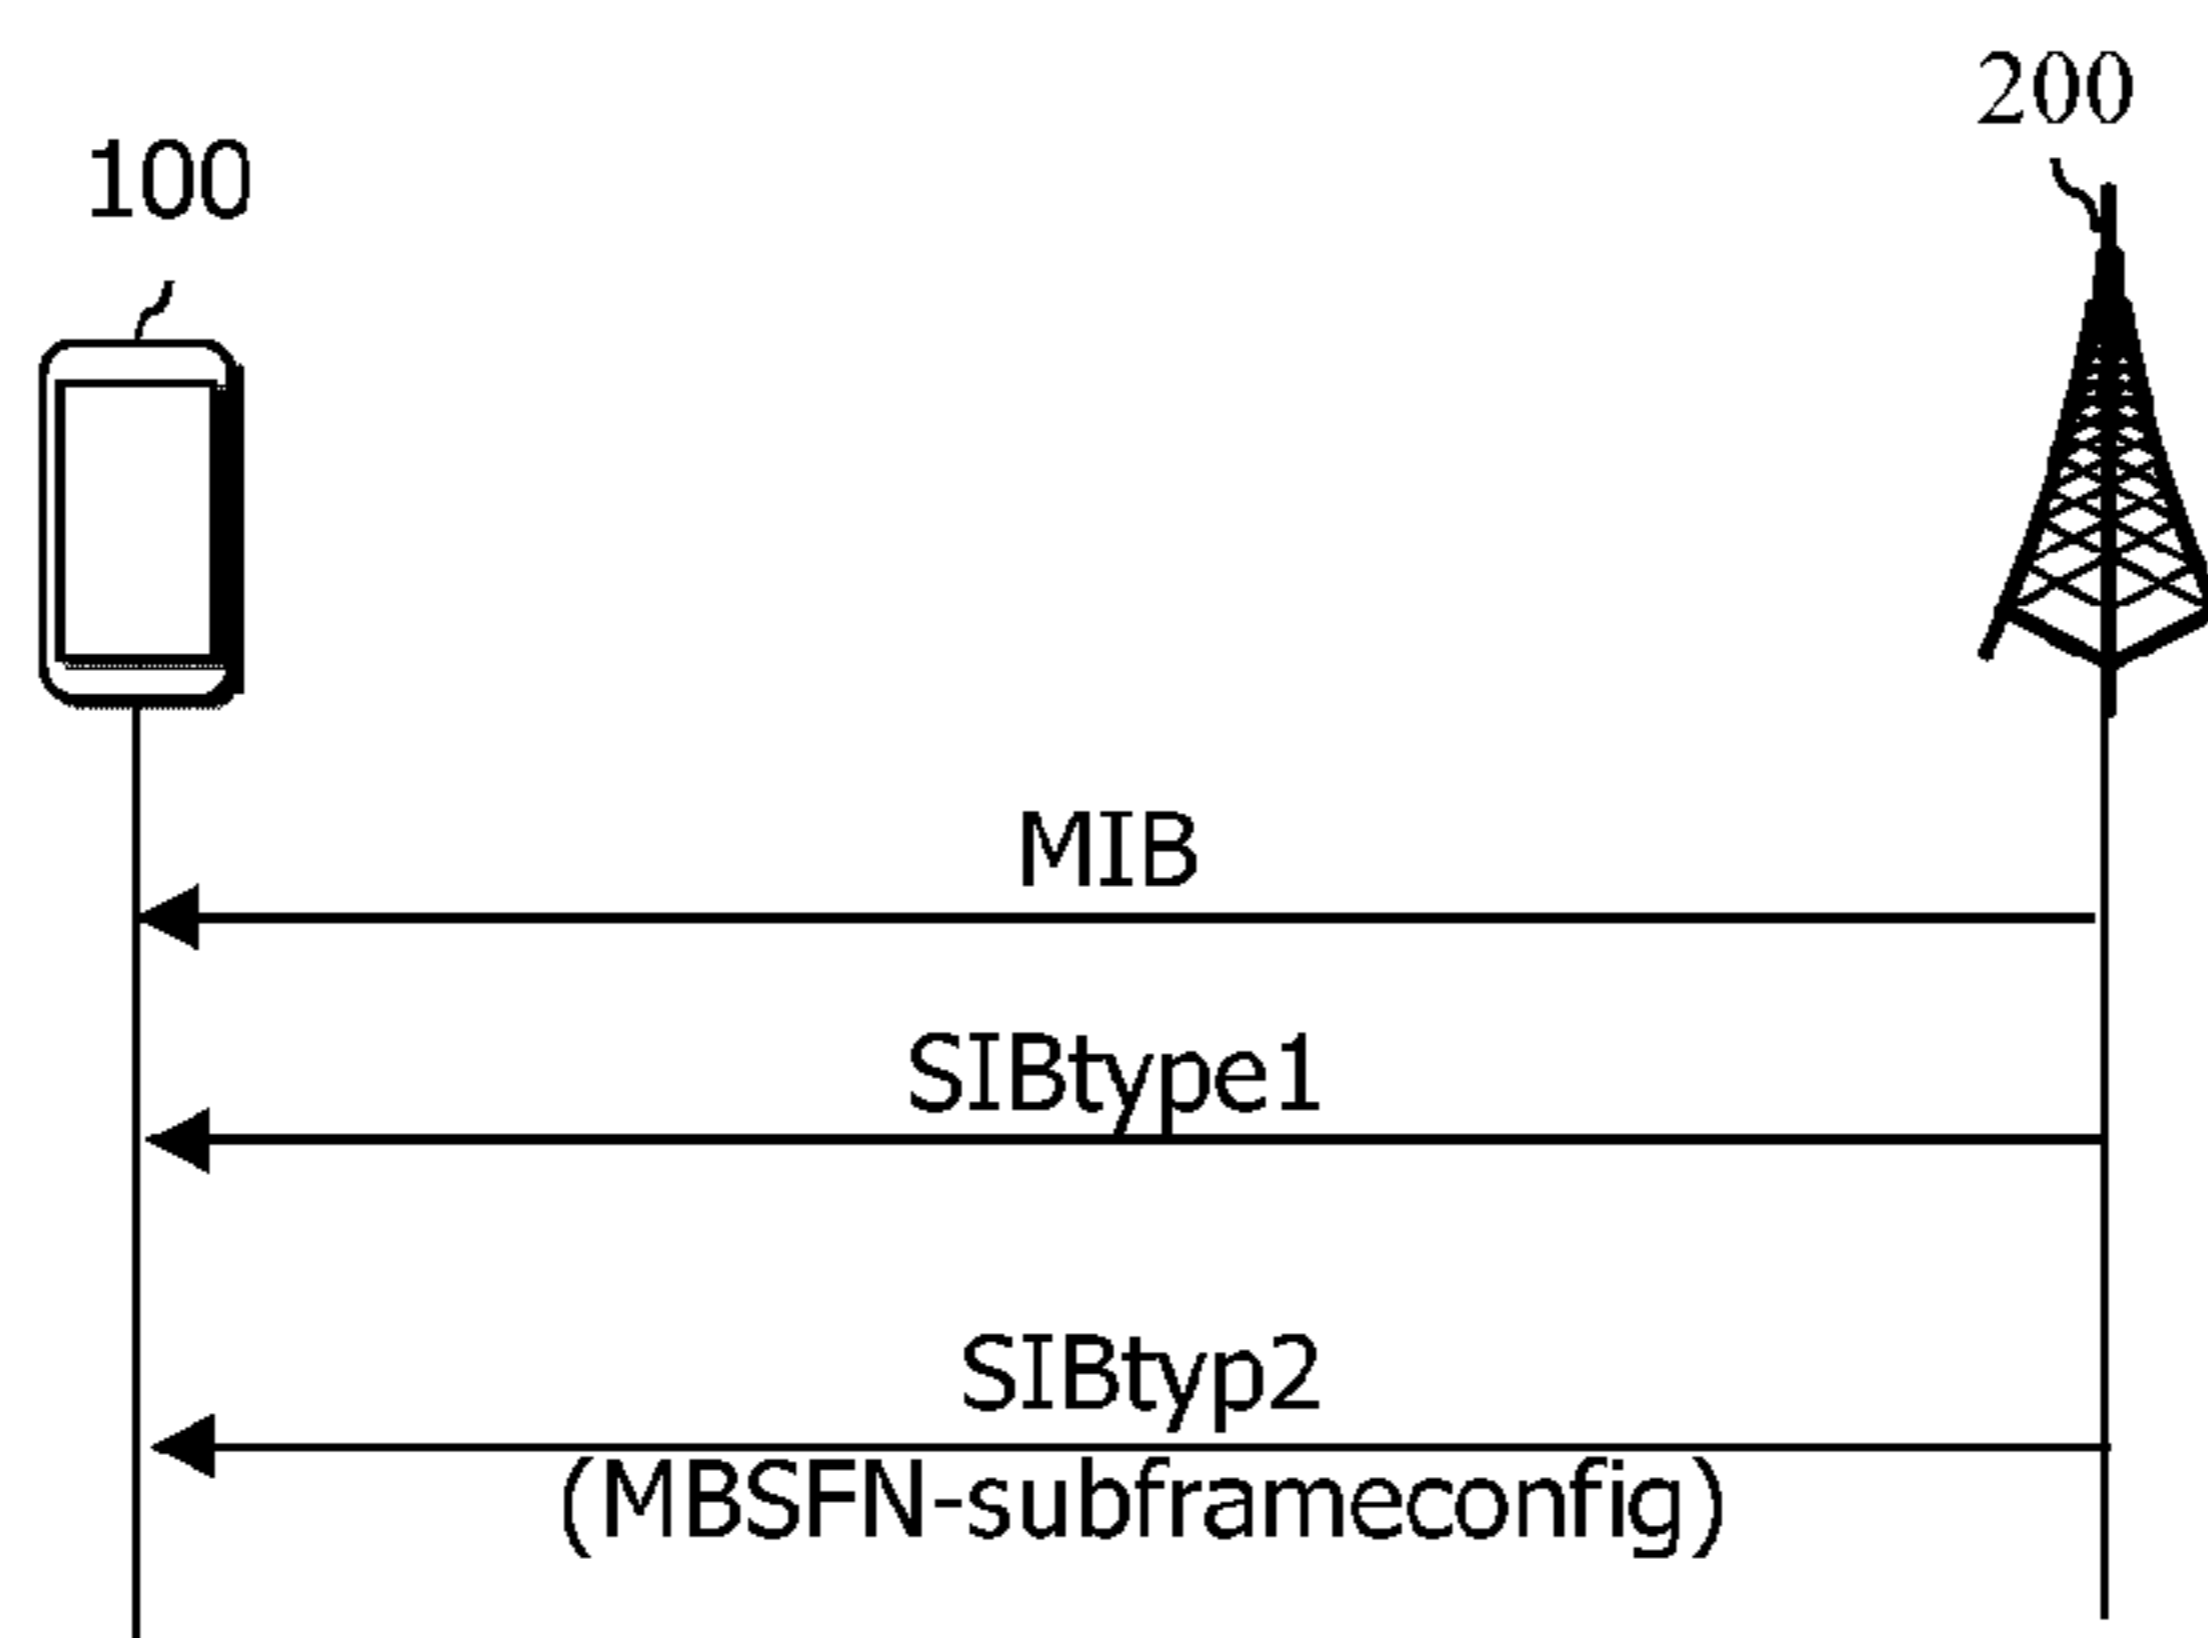 200
100
MIB
SIBtype1
SIBtyp2
(MBSFN-subframeconfig)